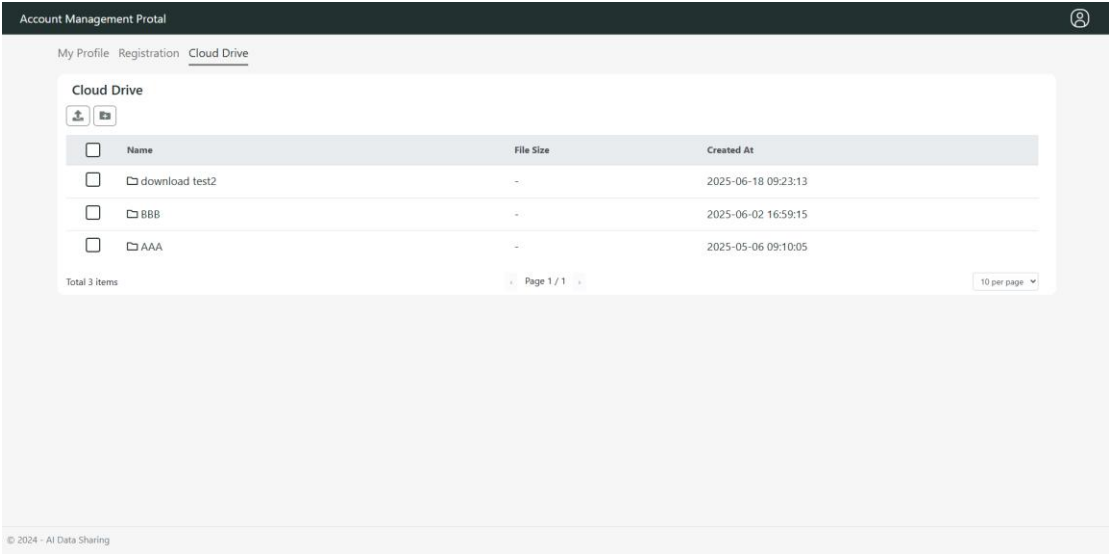 Account Management Protal
My Profile Registration Cloud Drive
Cloud Drive
Name File Size Created At
download test2 - 2025-06-18 09:23:13
BBB - 2025-06-02 16:59:15
AAA - 2025-05-06 09:10:05
Total 3 items ‹ Page 1 / 1 › 10 per page
© 2024 - AI Data Sharing